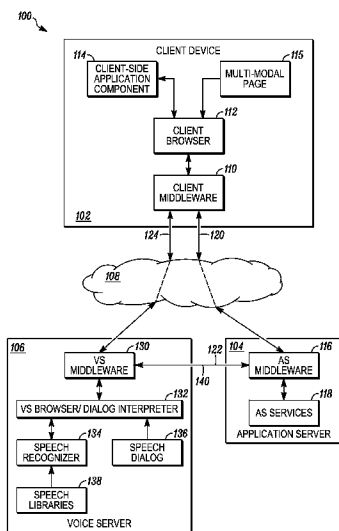 100
CLIENT DEVICE
114
CLIENT-SIDE
APPLICATION
COMPONENT
115
MULTI-MODAL
PAGE
112
CLIENT
BROWSER
110
CLIENT
MIDDLEWARE
102
124
120
108
106
130
VS
MIDDLEWARE
122
140
104
116
AS
MIDDLEWARE
132
VS BROWSER/ DIALOG INTERPRETER
118
AS SERVICES
APPLICATION SERVER
134
SPEECH
RECOGNIZER
136
SPEECH
DIALOG
138
SPEECH
LIBRARIES
VOICE SERVER